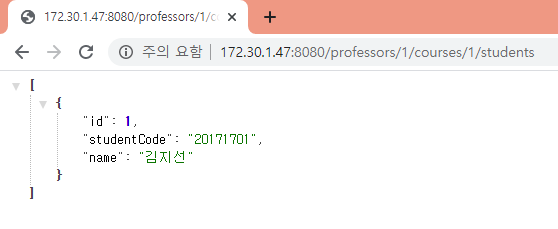 172.30.1.47:8080/professors/1/c
주의 요함 | 172.30.1.47:8080/professors/1/courses/1/students
[
{
"id": 1,
"studentCode": "20171701",
"name": "김지선"
}
]